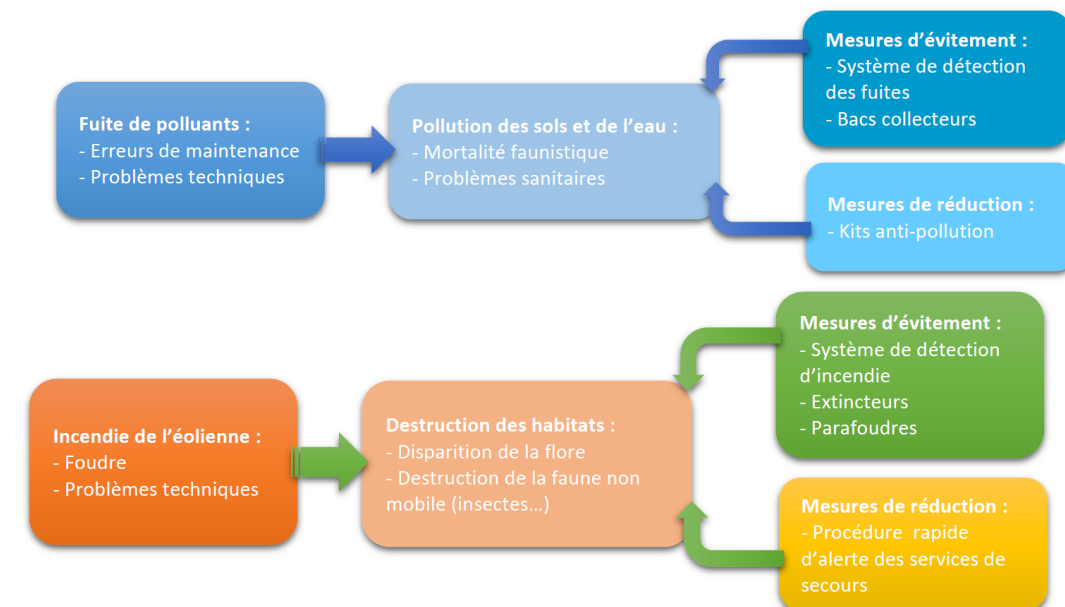 Fuite de polluants :
- Erreurs de maintenance
- Problèmes techniques
Pollution des sols et de l'eau :
- Mortalité faunistique
- Problèmes sanitaires
Mesures d'évitement :
- Système de détection
des fuites
- Bacs collecteurs
Mesures de réduction :
- Kits anti-pollution
Incendie de l'éolienne :
- Foudre
- Problèmes techniques
Destruction des habitats :
- Disparition de la flore
- Destruction de la faune non
mobile (insectes…)
Mesures d'évitement :
- Système de détection
d'incendie
- Extincteurs
- Parafoudres
Mesures de réduction :
- Procédure  rapide
d'alerte des services de
secours